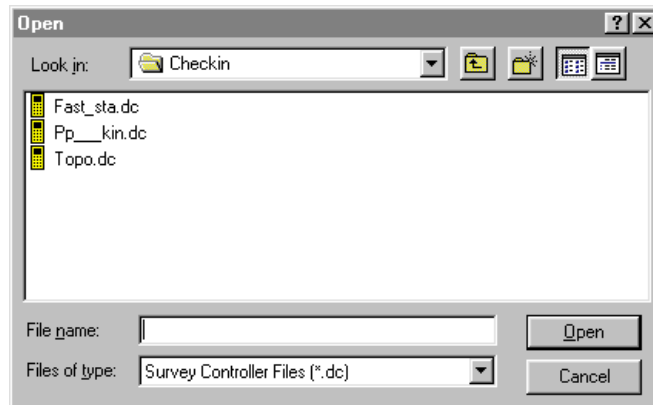 Open
Look in: Checkin
Fast_sta.dc
Pp___kin.dc
Topo.dc
File name: Open
Files of type: Survey Controller Files (*.dc) Cancel